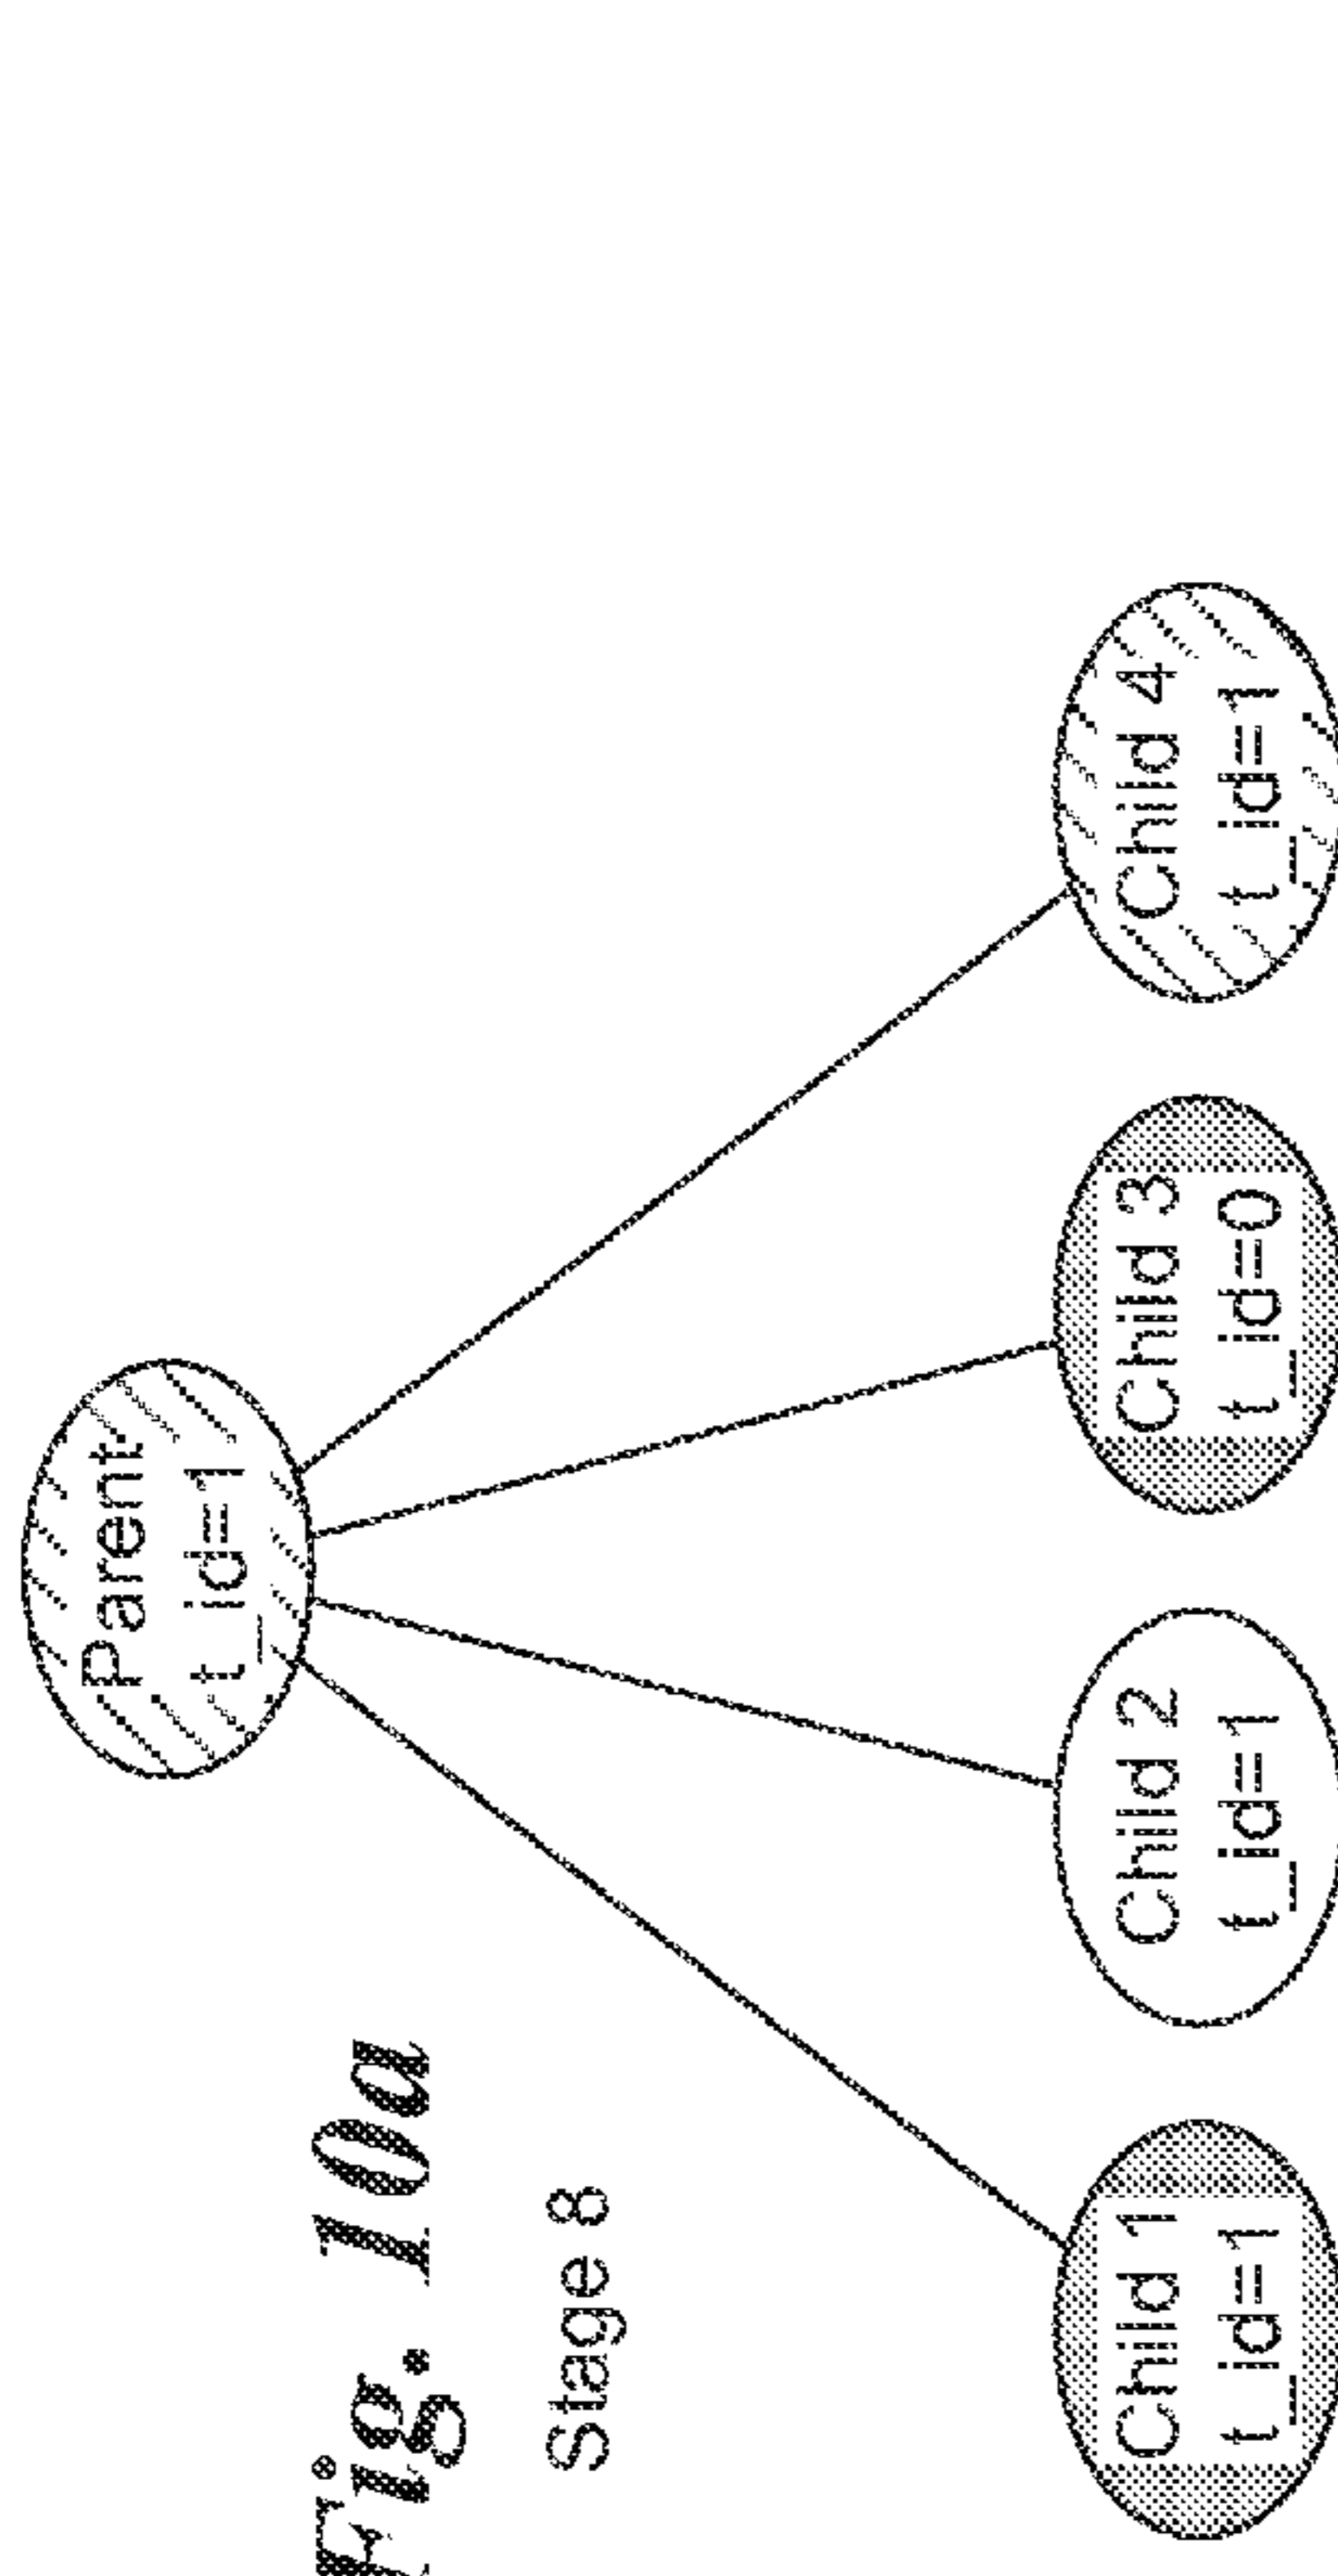 Fig. 10a
Stage 8
Parent
t_id=1
Child 1
t_id=1
Child 2
t_id=1
Child 3
t_id=0
Child 4
t_id=1